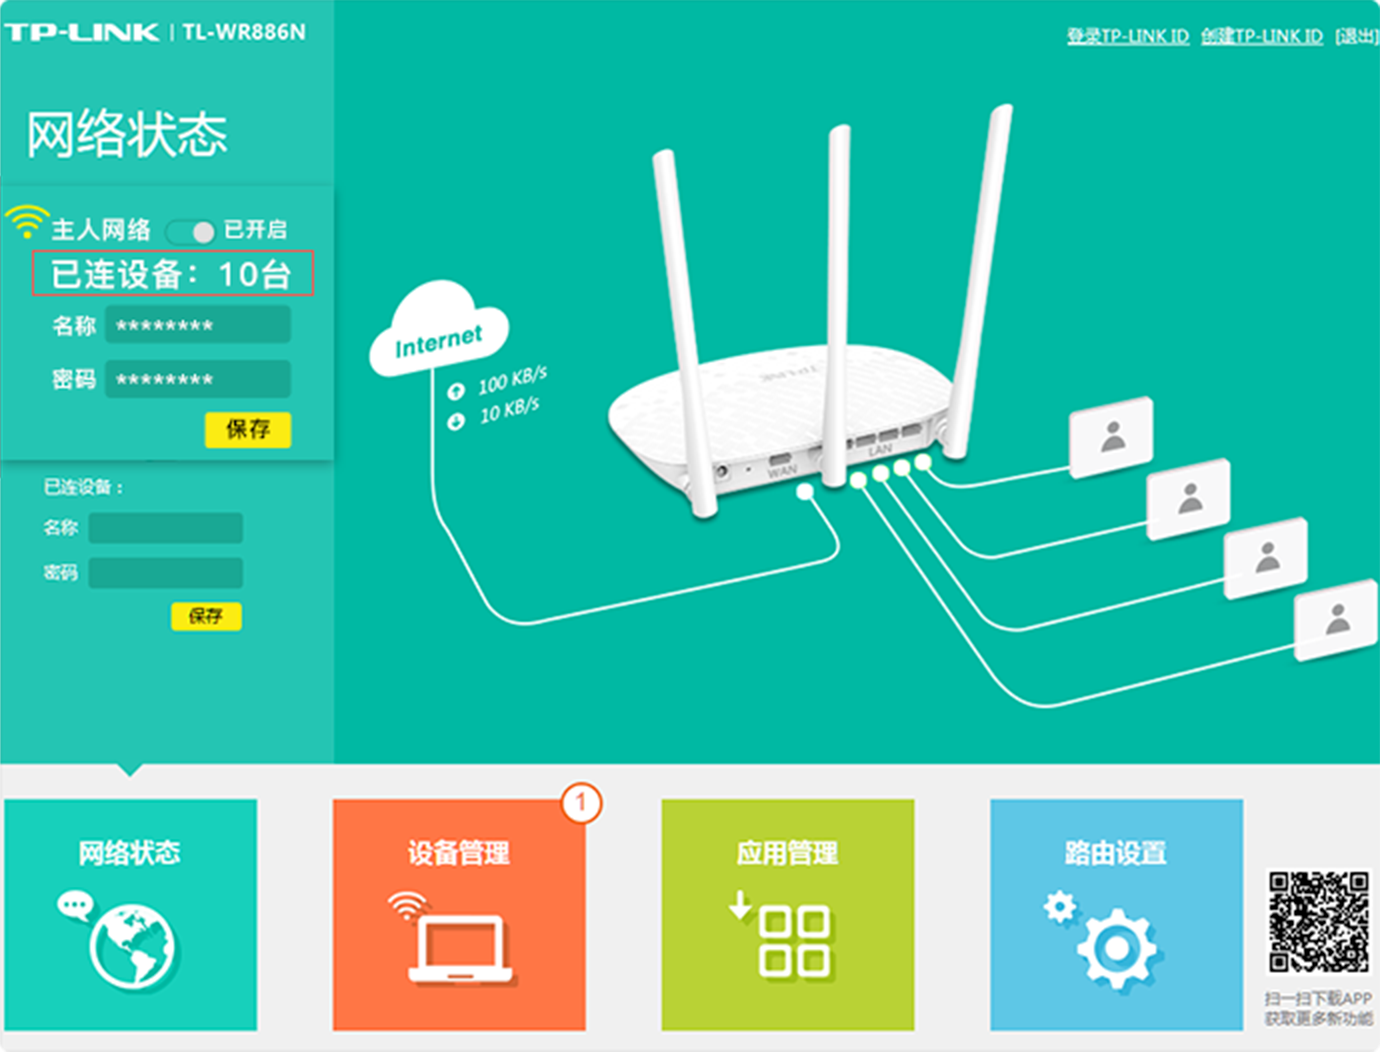 TP-LINK | TL-WR886N
登录TP-LINK ID 创建TP-LINK ID [退出]
网络状态
主人网络 已开启
已连设备：10台
名称 ********
密码 ********
保存
已连设备：
名称
密码
保存
Internet
100 KB/s
10 KB/s
TP-LINK
WAN
LAN
网络状态
设备管理
1
应用管理
路由设置
扫一扫下载APP
获取更多新功能